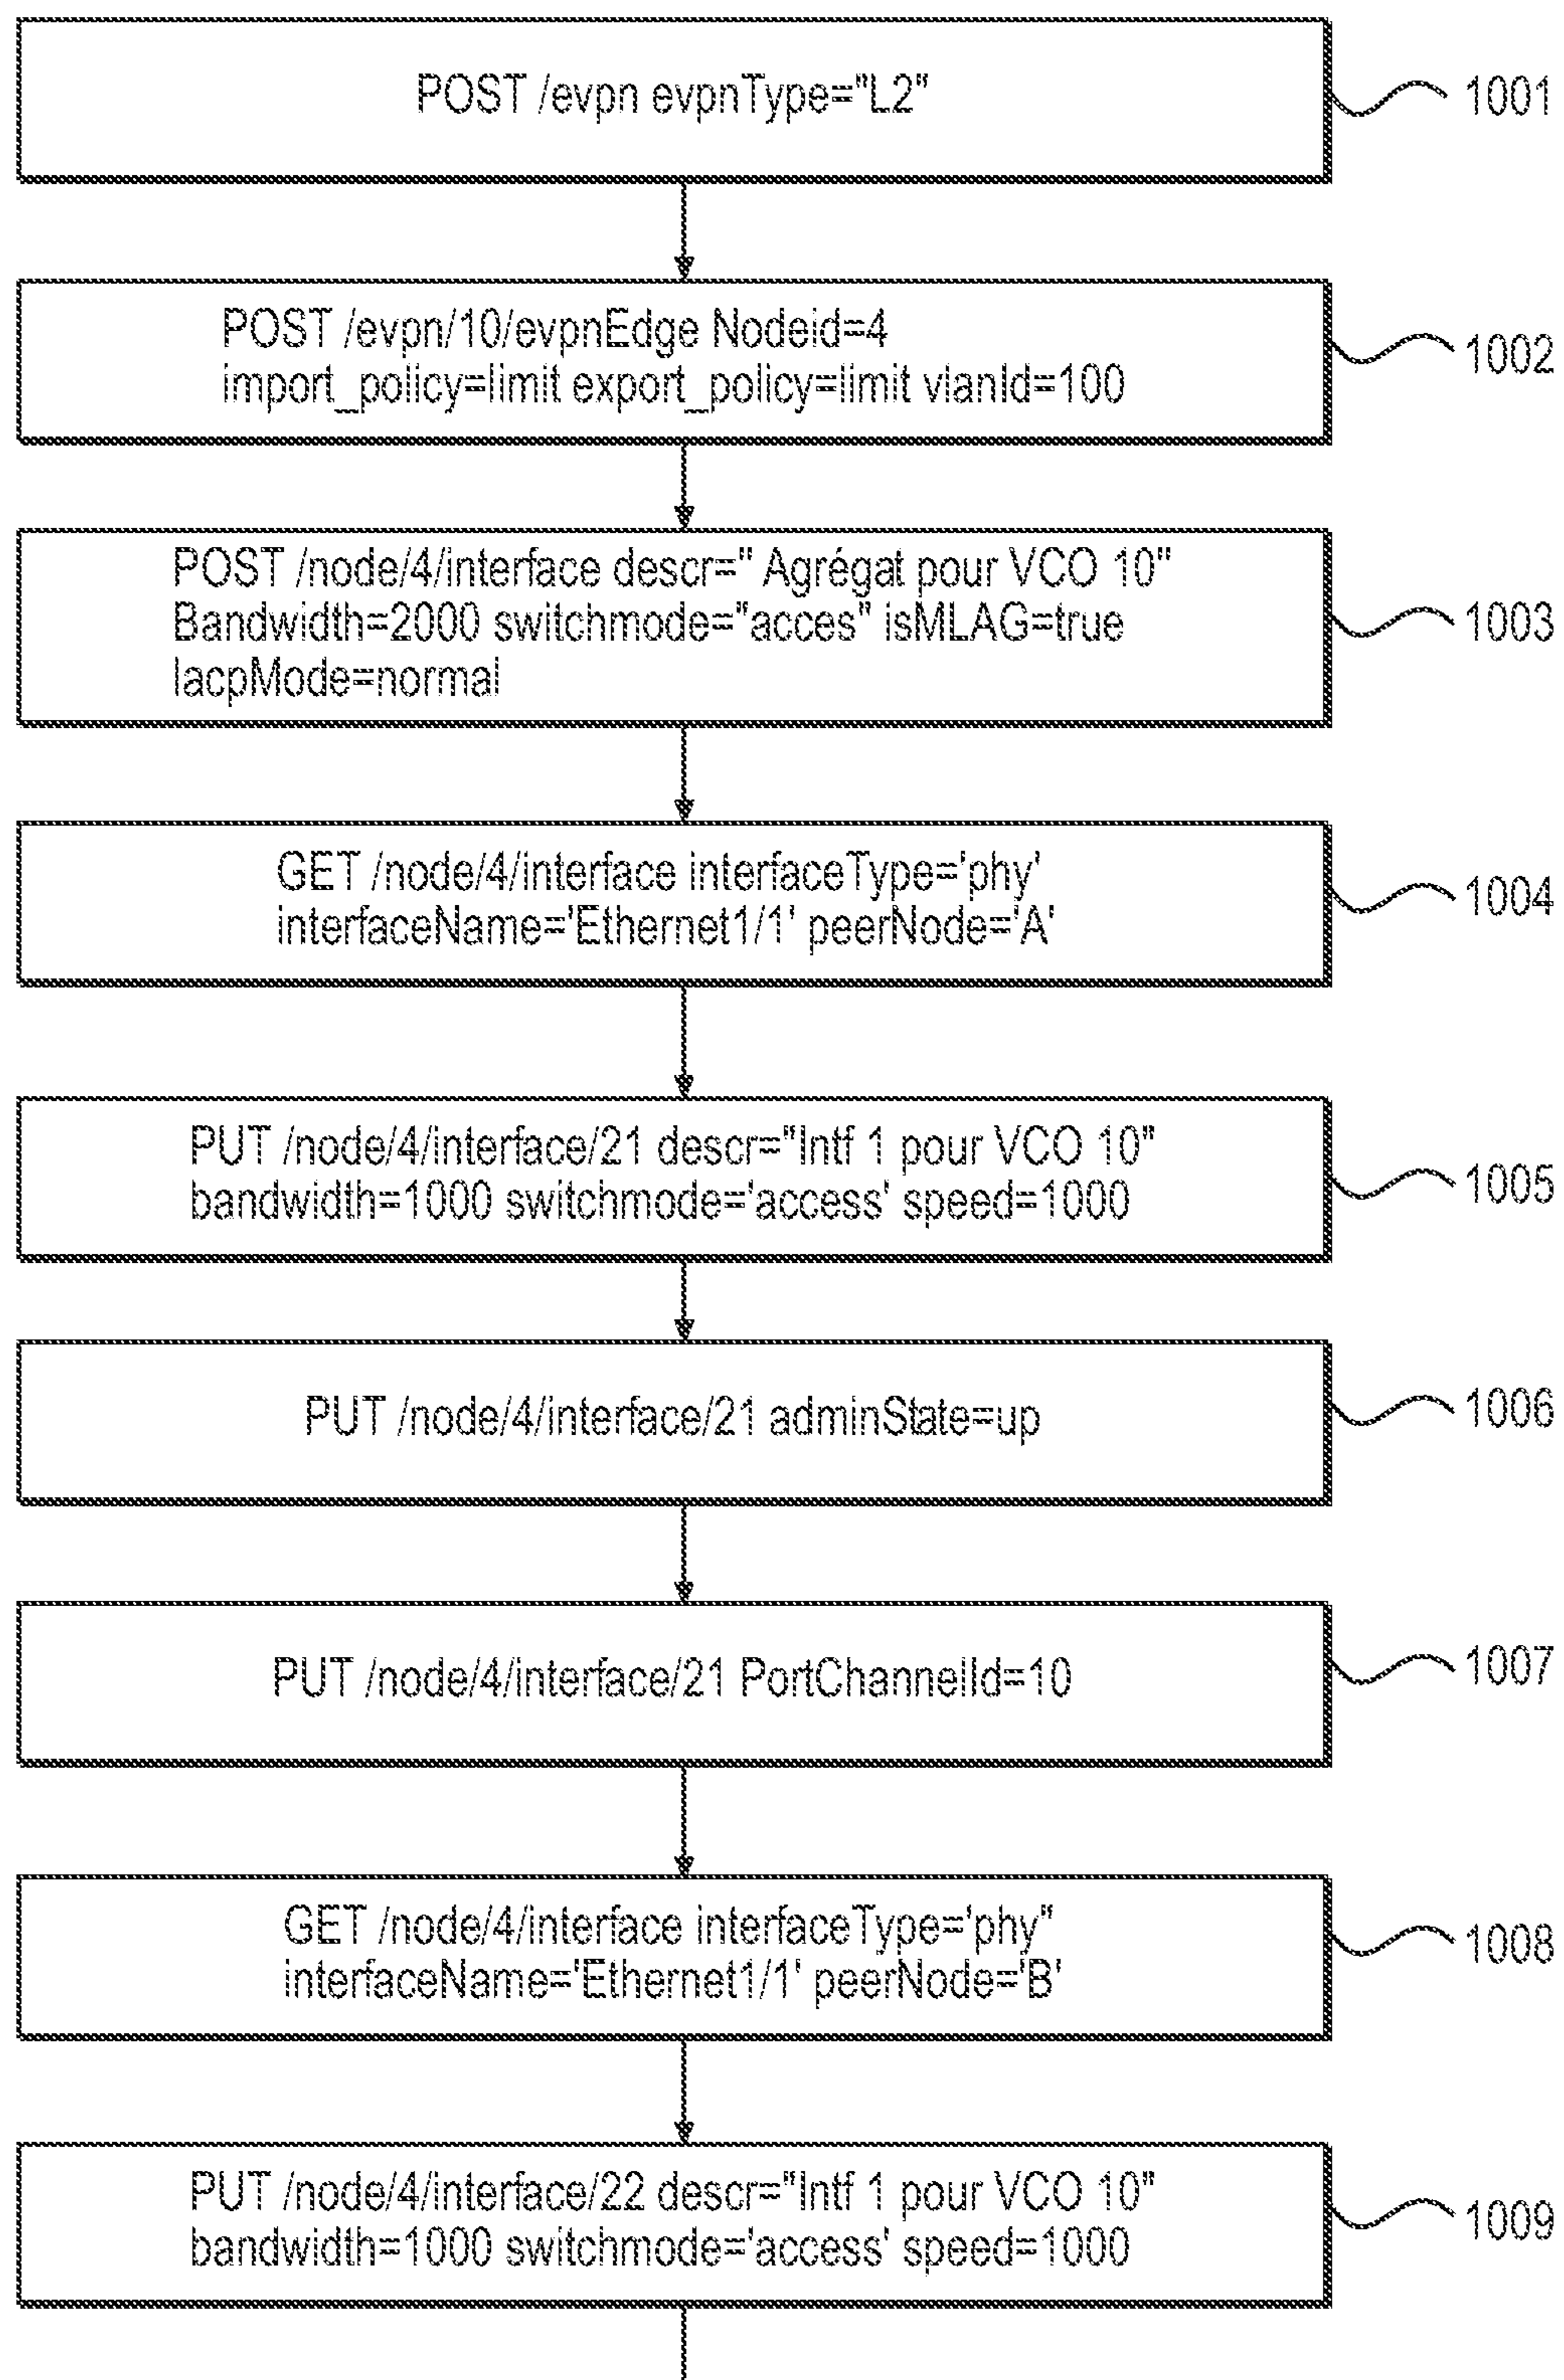 POST /evpn evpnType="L2"
1001
POST /evpn/10/evpnEdge Nodeid=4
import_policy=limit export_policy=limit vlanId=100
1002
POST /node/4/interface descr=" Agrégat pour VCO 10"
Bandwidth=2000 switchmode="acces" isMLAG=true
lacpMode=normal
1003
GET /node/4/interface interfaceType='phy'
interfaceName='Ethernet1/1' peerNode='A'
1004
PUT /node/4/interface/21 descr="Intf 1 pour VCO 10"
bandwidth=1000 switchmode='access' speed=1000
1005
PUT /node/4/interface/21 adminState=up
1006
PUT /node/4/interface/21 PortChannelId=10
1007
GET /node/4/interface interfaceType='phy"
interfaceName='Ethernet1/1' peerNode='B'
1008
PUT /node/4/interface/22 descr="Intf 1 pour VCO 10"
bandwidth=1000 switchmode='access' speed=1000
1009